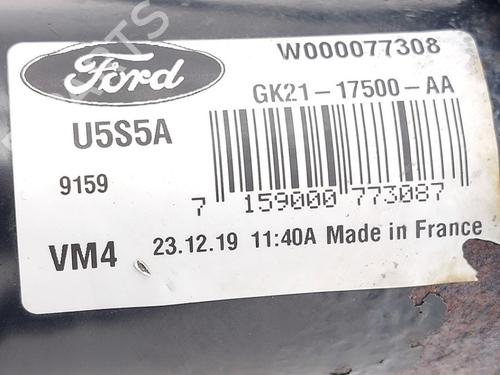 W000077308
Ford
GK21-17500-AA
U5S5A
9159
7 159000 773087
VM4 23.12.19 11:40A Made in France